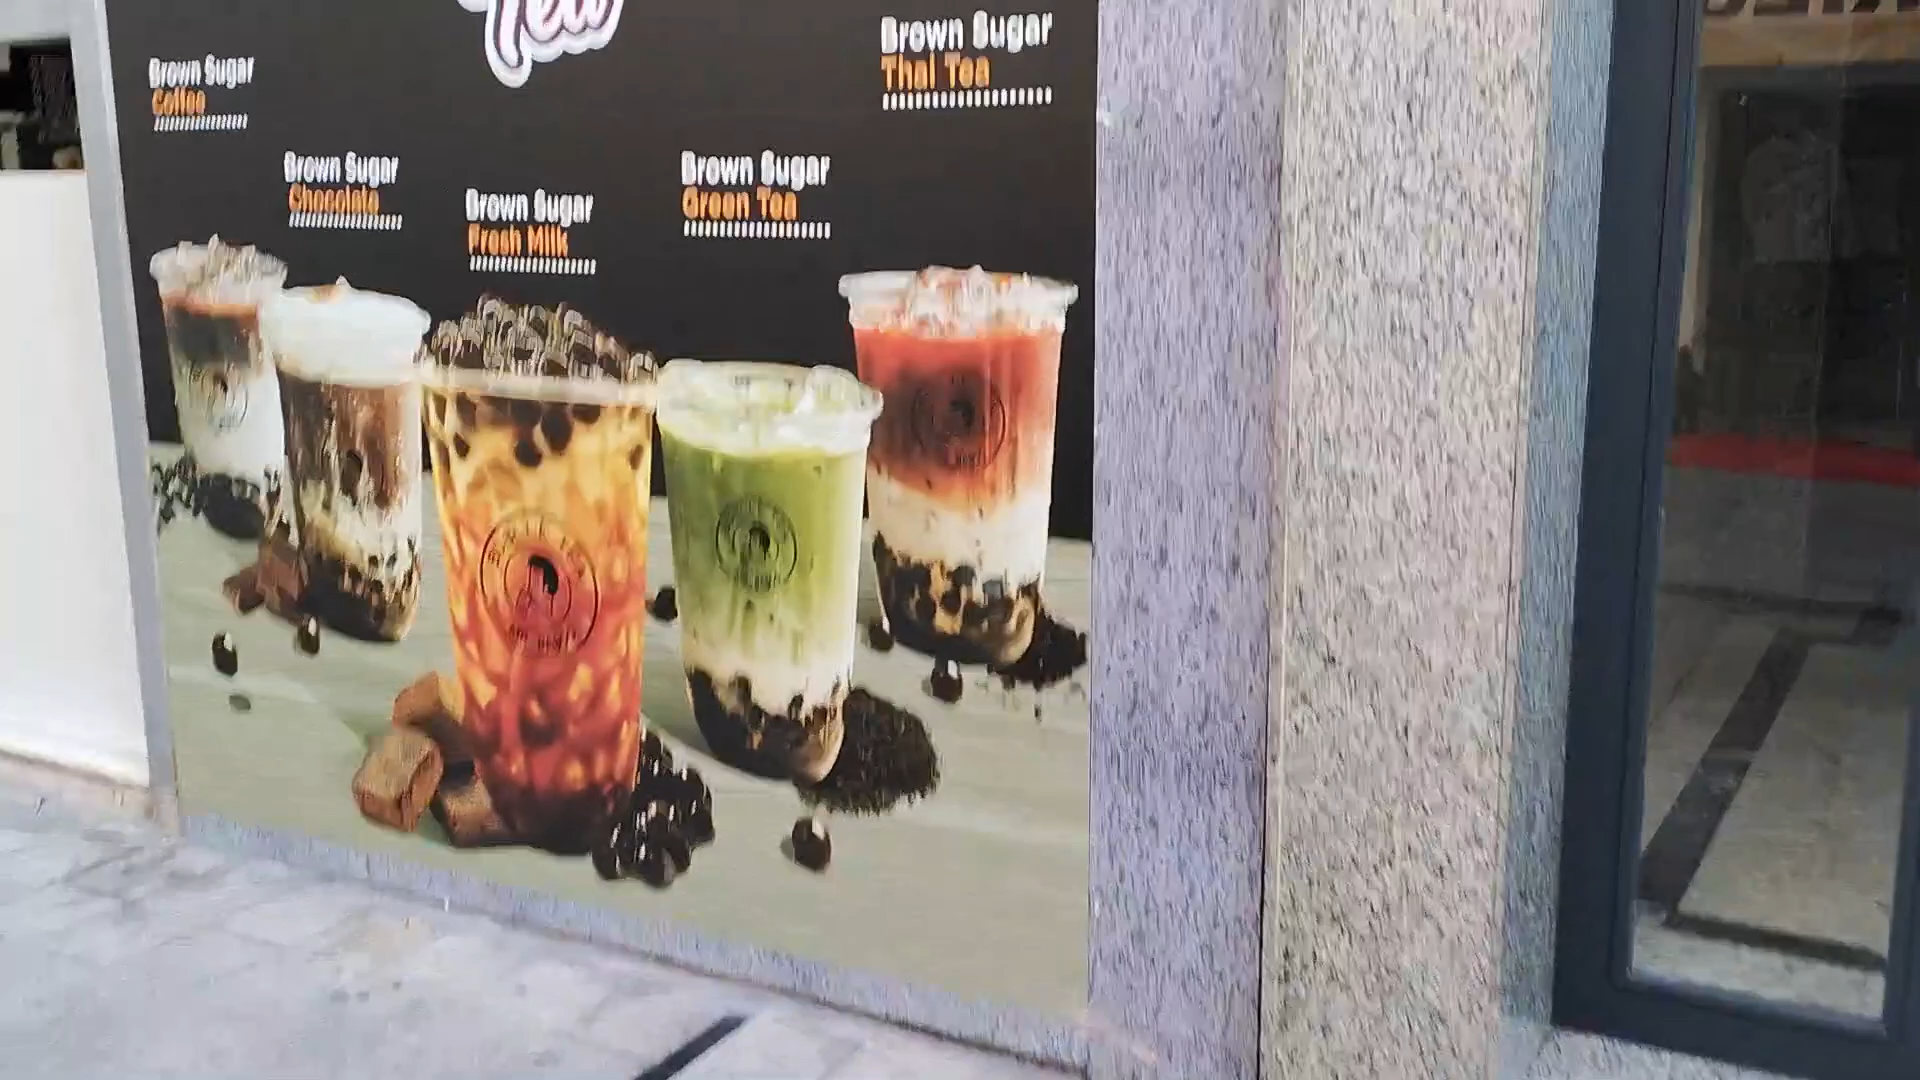 Tea
Brown Sugar
Coffee
Brown Sugar
Chocolate
Brown Sugar
Fresh Milk
Brown Sugar
Green Tea
Brown Sugar
Thai Tea